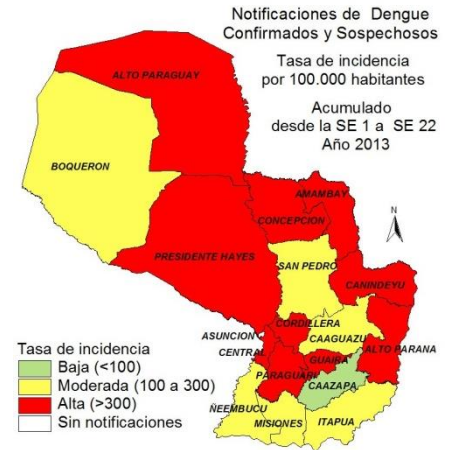 Notificaciones de Dengue
Confirmados y Sospechosos
Tasa de incidencia
por 100.000 habitantes
Acumulado
desde la SE 1 a SE 22
Año 2013
ALTO PARAGUAY
BOQUERON
N
AMAMBAY
CONCEPCION
PRESIDENTE HAYES
SAN PEDRO
CANINDEYU
CORDILLERA
ASUNCION
CAAGUAZU
CENTRAL
ALTO PARANA
GUAIRA
PARAGUARI
CAAZAPA
ÑEEMBUCU
MISIONES
ITAPUA
Tasa de incidencia
Baja (<100)
Moderada (100 a 300)
Alta (>300)
Sin notificaciones